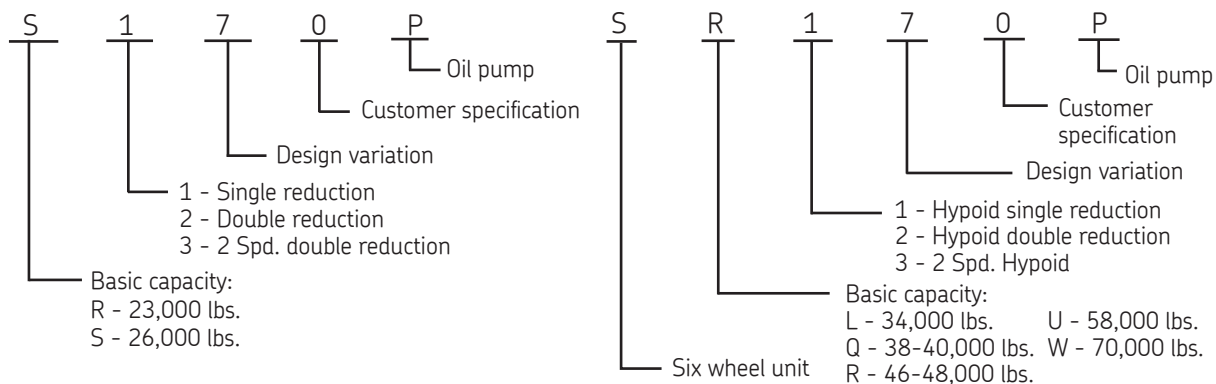 S 1 7 0 P
Oil pump
Customer specification
Design variation
1 - Single reduction
2 - Double reduction
3 - 2 Spd. double reduction
Basic capacity:
R - 23,000 lbs.
S - 26,000 lbs.
S R 1 7 0 P
Oil pump
Customer
specification
Design variation
1 - Hypoid single reduction
2 - Hypoid double reduction
3 - 2 Spd. Hypoid
Basic capacity:
L - 34,000 lbs. U - 58,000 lbs.
Q - 38-40,000 lbs. W - 70,000 lbs.
R - 46-48,000 lbs.
Six wheel unit